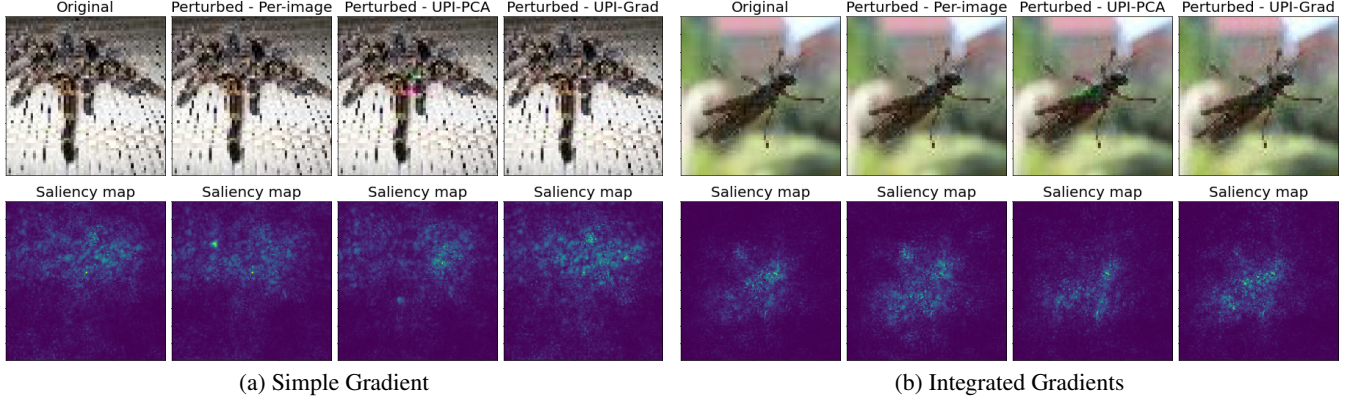 Original Perturbed - Per-image Perturbed - UPI-PCA Perturbed - UPI-Grad Original Perturbed - Per-image Perturbed - UPI-PCA Perturbed - UPI-Grad
Saliency map Saliency map Saliency map Saliency map Saliency map Saliency map Saliency map Saliency map
(a) Simple Gradient (b) Integrated Gradients